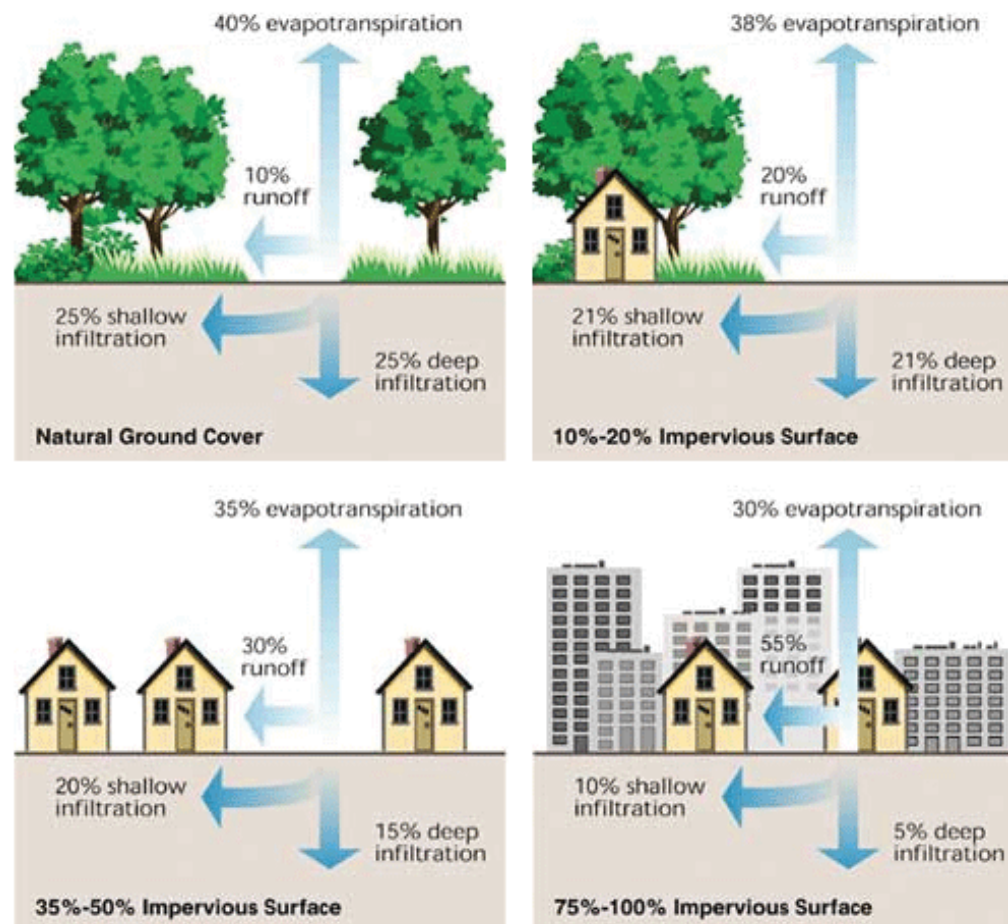 40% evapotranspiration
10%
runoff
25% shallow
infiltration
25% deep
infiltration
Natural Ground Cover
38% evapotranspiration
20%
runoff
21% shallow
infiltration
21% deep
infiltration
10%-20% Impervious Surface
35% evapotranspiration
30%
runoff
20% shallow
infiltration
15% deep
infiltration
35%-50% Impervious Surface
30% evapotranspiration
55%
runoff
10% shallow
infiltration
5% deep
infiltration
75%-100% Impervious Surface